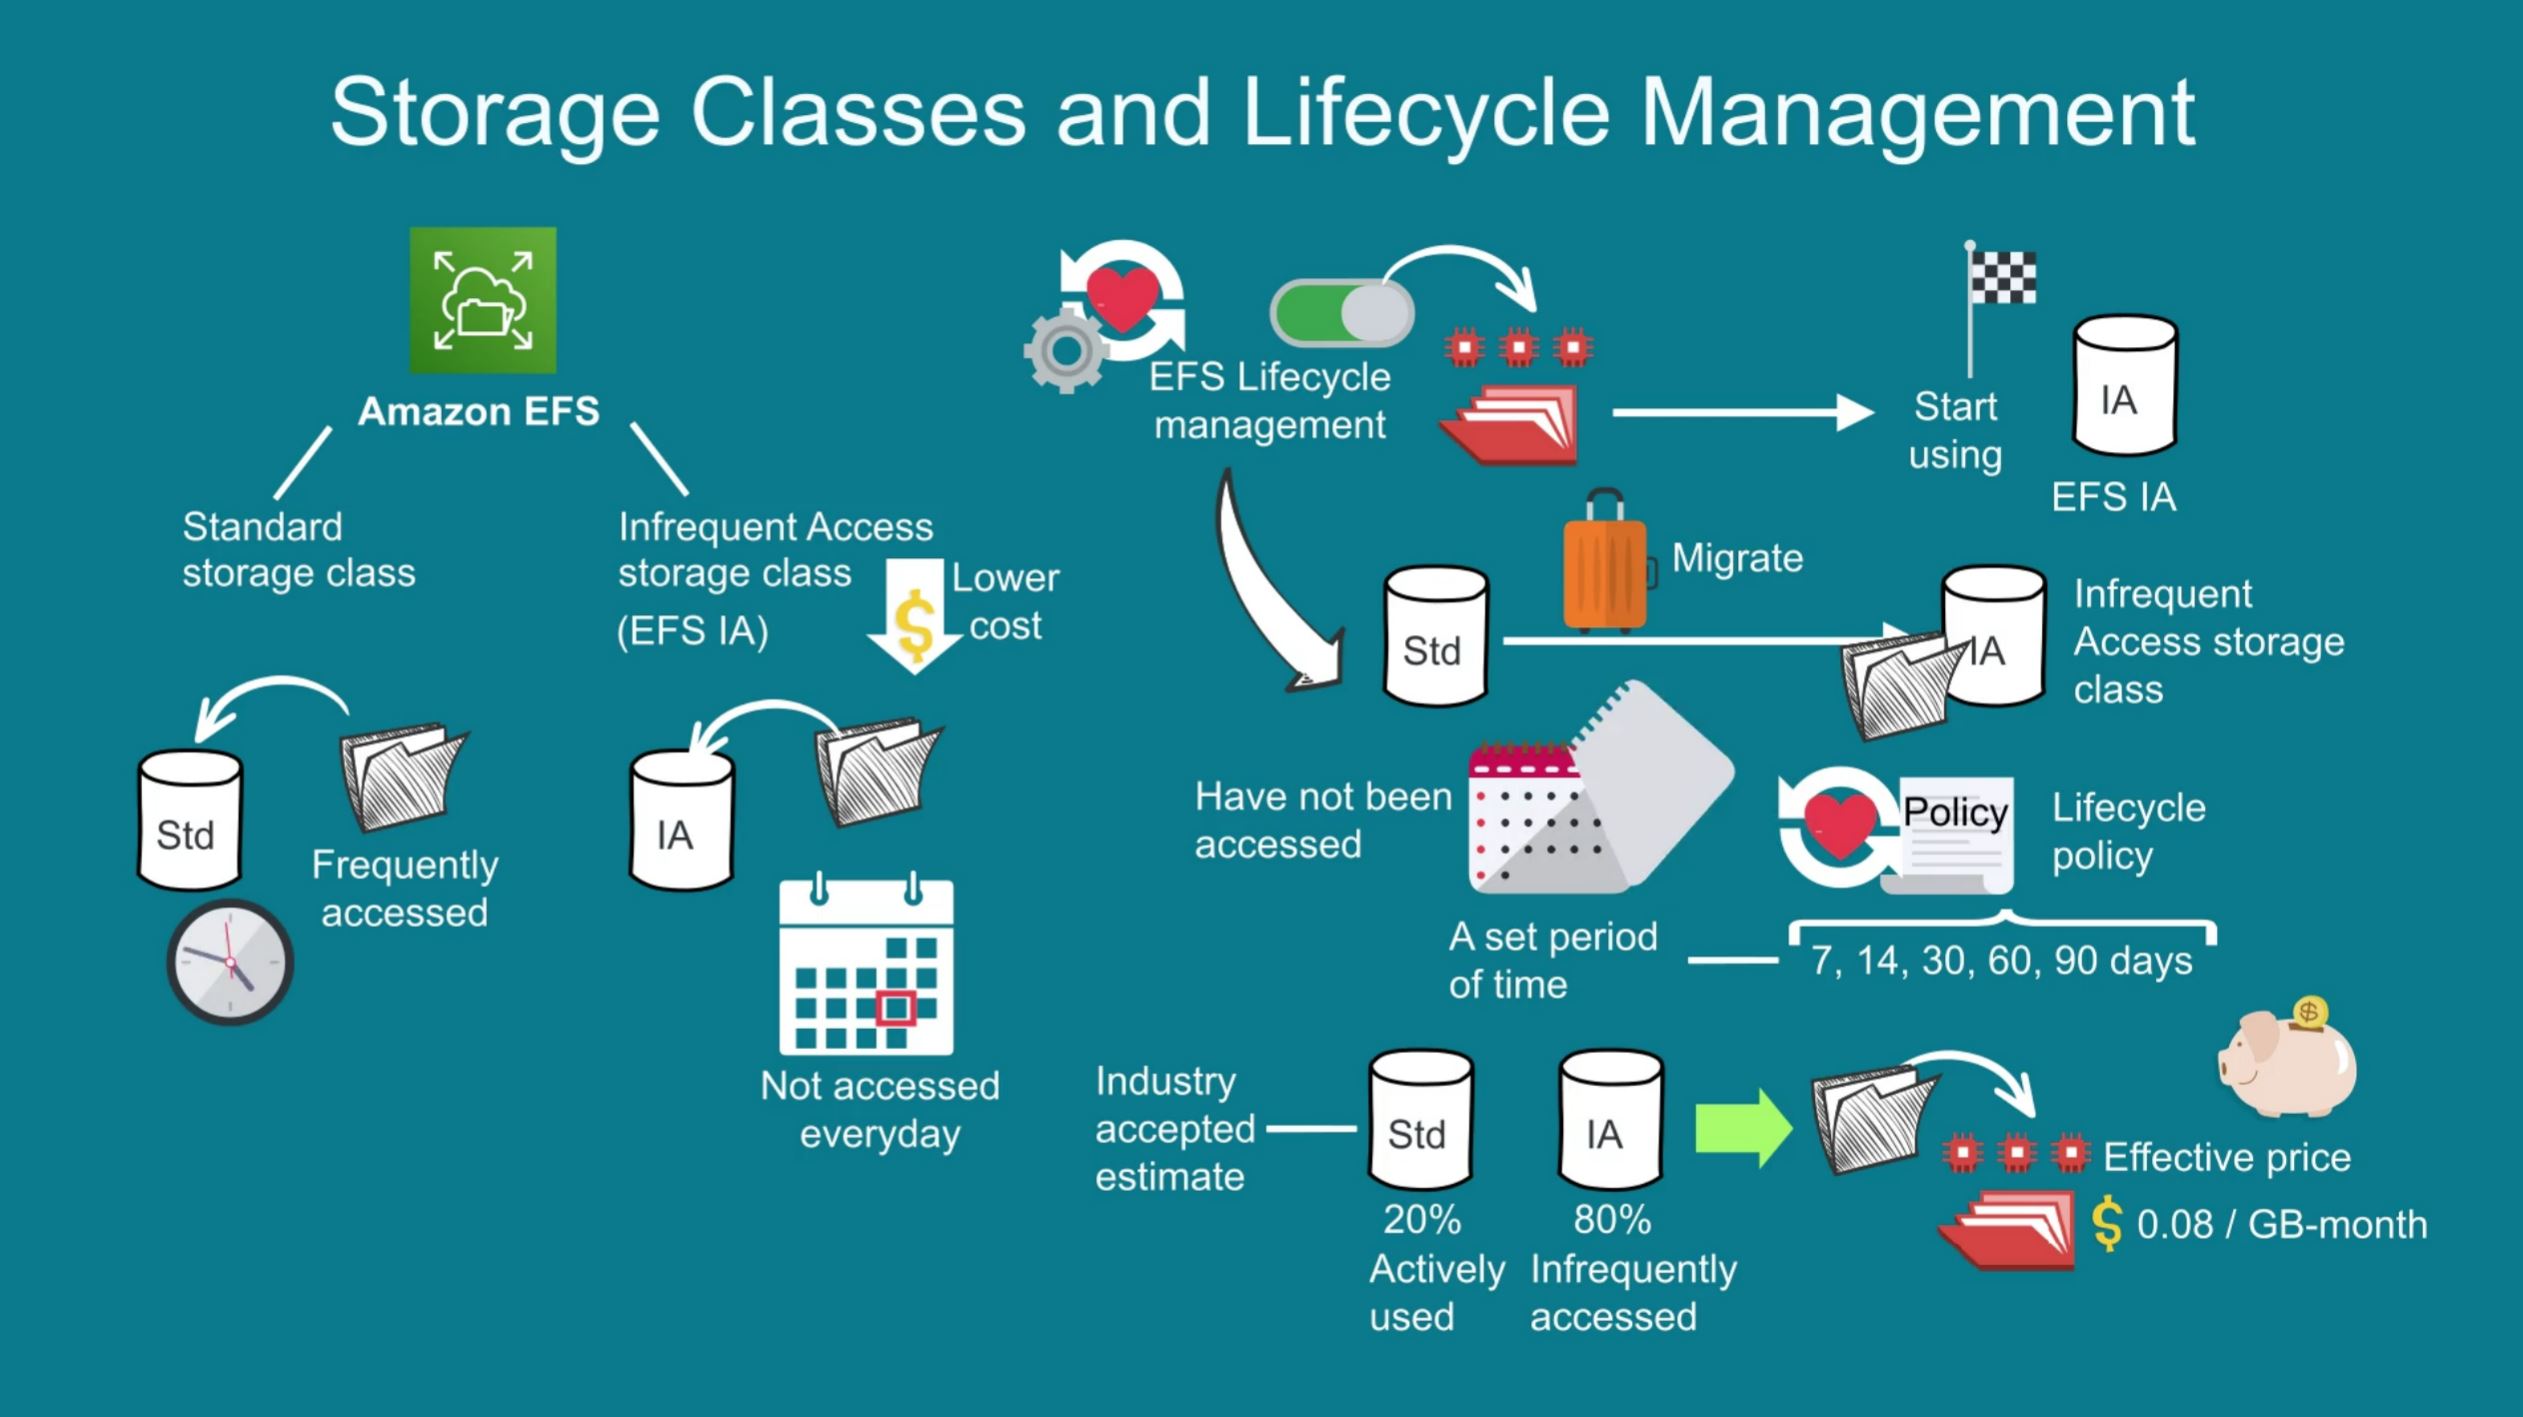 Storage Classes and Lifecycle Management
Amazon EFS
Standard
storage class
Infrequent Access
storage class
(EFS IA)
$
Lower
cost
Std
Frequently
accessed
IA
Not accessed
everyday
EFS Lifecycle
management
Start
using
IA
EFS IA
Std
Migrate
IA
Infrequent
Access storage
class
Have not been
accessed
Policy
Lifecycle
policy
A set period
of time
7, 14, 30, 60, 90 days
Industry
accepted
estimate
Std
20%
Actively
used
IA
80%
Infrequently
accessed
$
Effective price
$ 0.08 / GB-month